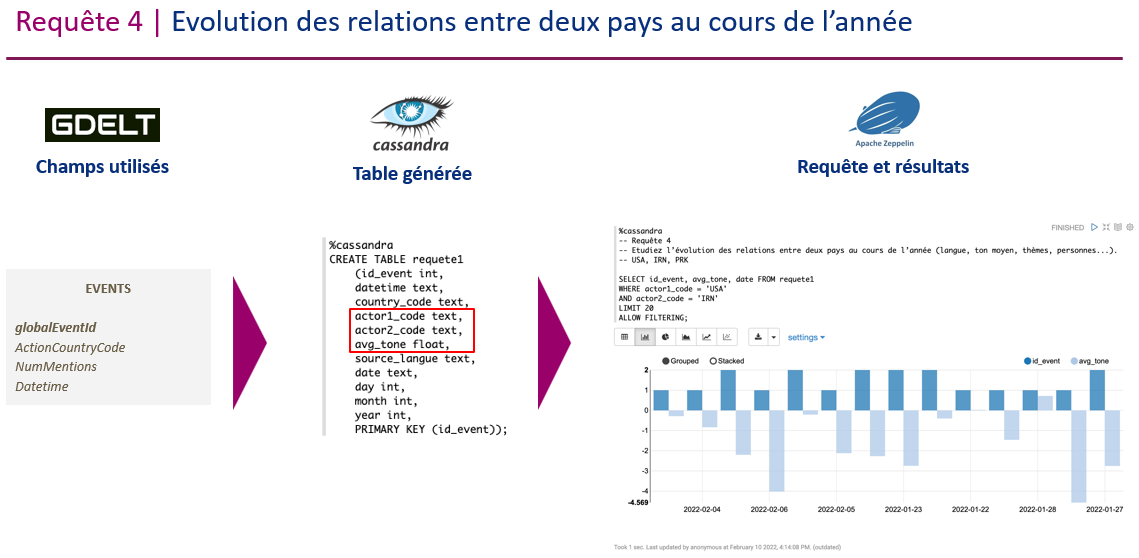 Requête 4 | Evolution des relations entre deux pays au cours de l'année
GDELT
Champs utilisés
cassandra
Table générée
Apache Zeppelin
Requête et résultats
EVENTS
globalEventId
ActionCountryCode
NumMentions
Datetime
%cassandra
CREATE TABLE requete1
(id_event int,
datetime text,
country_code text,
actor1_code text,
actor2_code text,
avg_tone float,
source_langue text,
date text,
day int,
month int,
year int,
PRIMARY KEY (id_event));
FINISHED
%cassandra
-- Requête 4
-- Etudiez l'évolution des relations entre deux pays au cours de l'année (langue, ton moyen, thèmes, personnes...).
-- USA, IRN, PRK
SELECT id_event, avg_tone, date FROM requete1
WHERE actor1_code = 'USA'
AND actor2_code = 'IRN'
LIMIT 20
ALLOW FILTERING;
settings
Grouped Stacked id_event avg_tone
2
1
0
-1
-2
-3
-4
-4.569
2022-02-04 2022-02-06 2022-02-05 2022-01-23 2022-01-22 2022-01-28 2022-01-27
Took 1 sec. Last updated by anonymous at February 10 2022, 4:14:08 PM. (outdated)